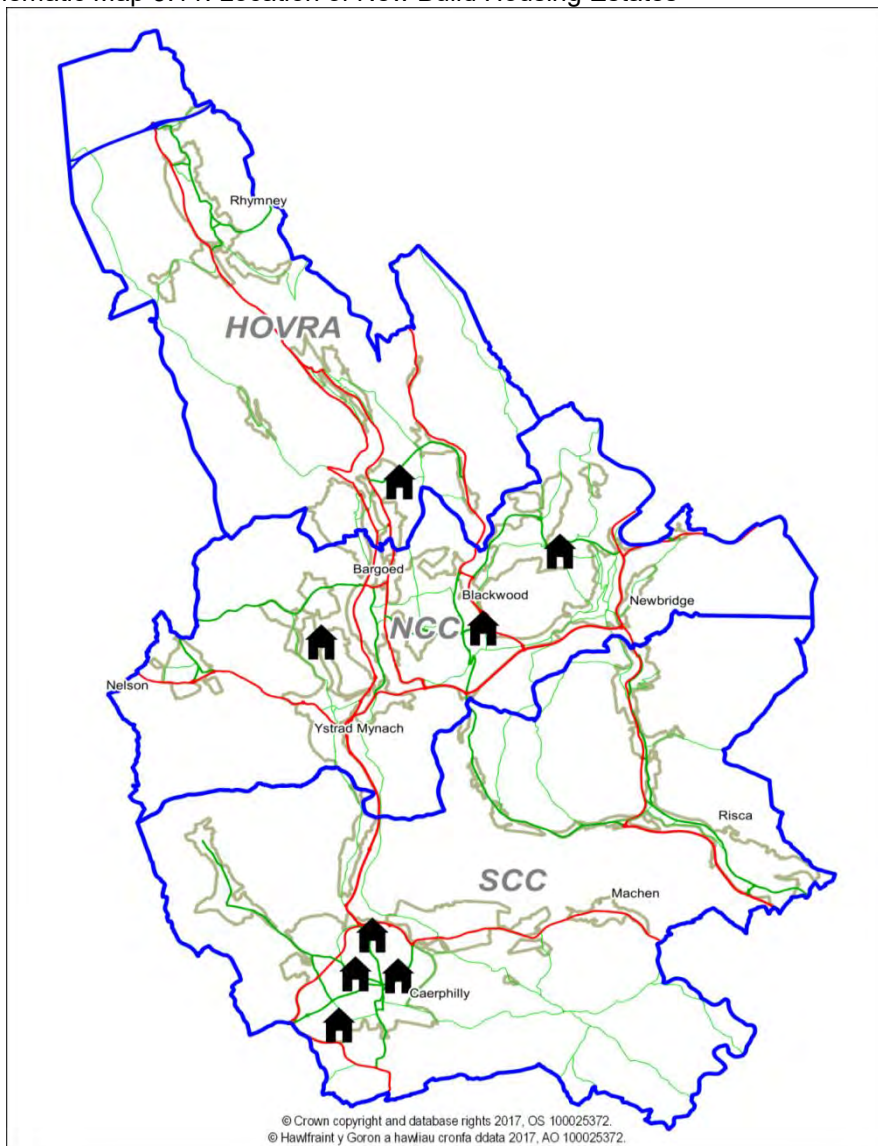 Rhymney
HOVRA
Bargoed
Blackwood
Newbridge
NCC
Nelson
Ystrad Mynach
Risca
SCC
Machen
Caerphilly
© Crown copyright and database rights 2017, OS 100025372.
© Hawlfraint y Goron a hawliau cronfa ddata 2017, AO 100025372.